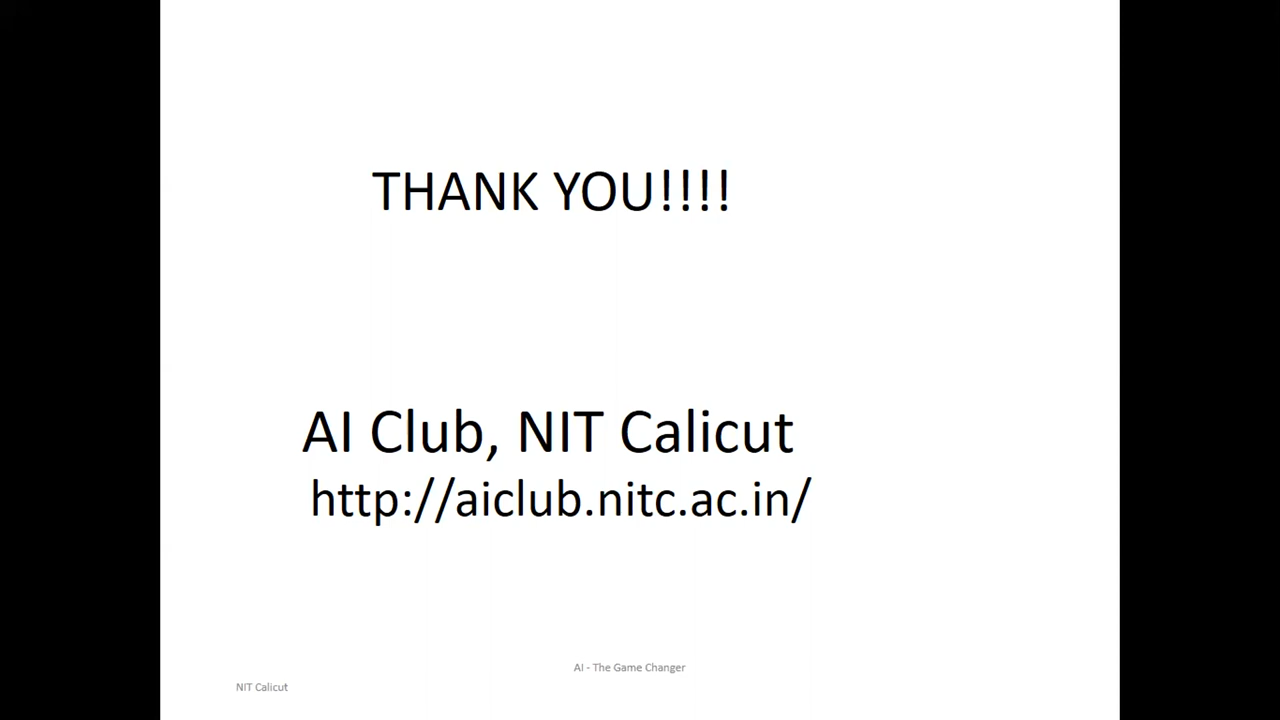 THANK YOU!!!!
AI Club, NIT Calicut
http://aiclub.nitc.ac.in/
AI - The Game Changer
NIT Calicut